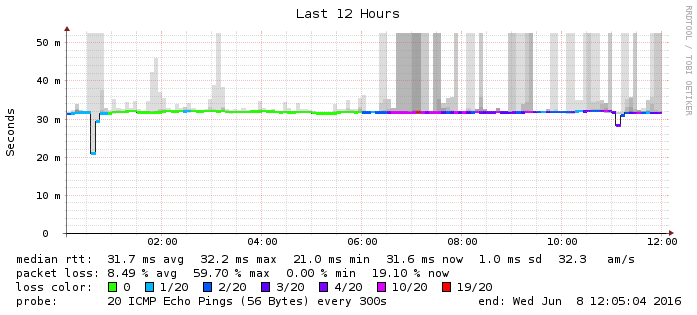 Last 12 Hours
RRDTOOL / TOBI OETIKER
Seconds
50 m
40 m
30 m
20 m
10 m
0
02:00 04:00 06:00 08:00 10:00 12:00
median rtt: 31.7 ms avg 32.2 ms max 21.0 ms min 31.6 ms now 1.0 ms sd 32.3 am/s
packet loss: 8.49 % avg 59.70 % max 0.00 % min 19.10 % now
loss color: 0 1/20 2/20 3/20 4/20 10/20 19/20
probe: 20 ICMP Echo Pings (56 Bytes) every 300s end: Wed Jun 8 12:05:04 2016